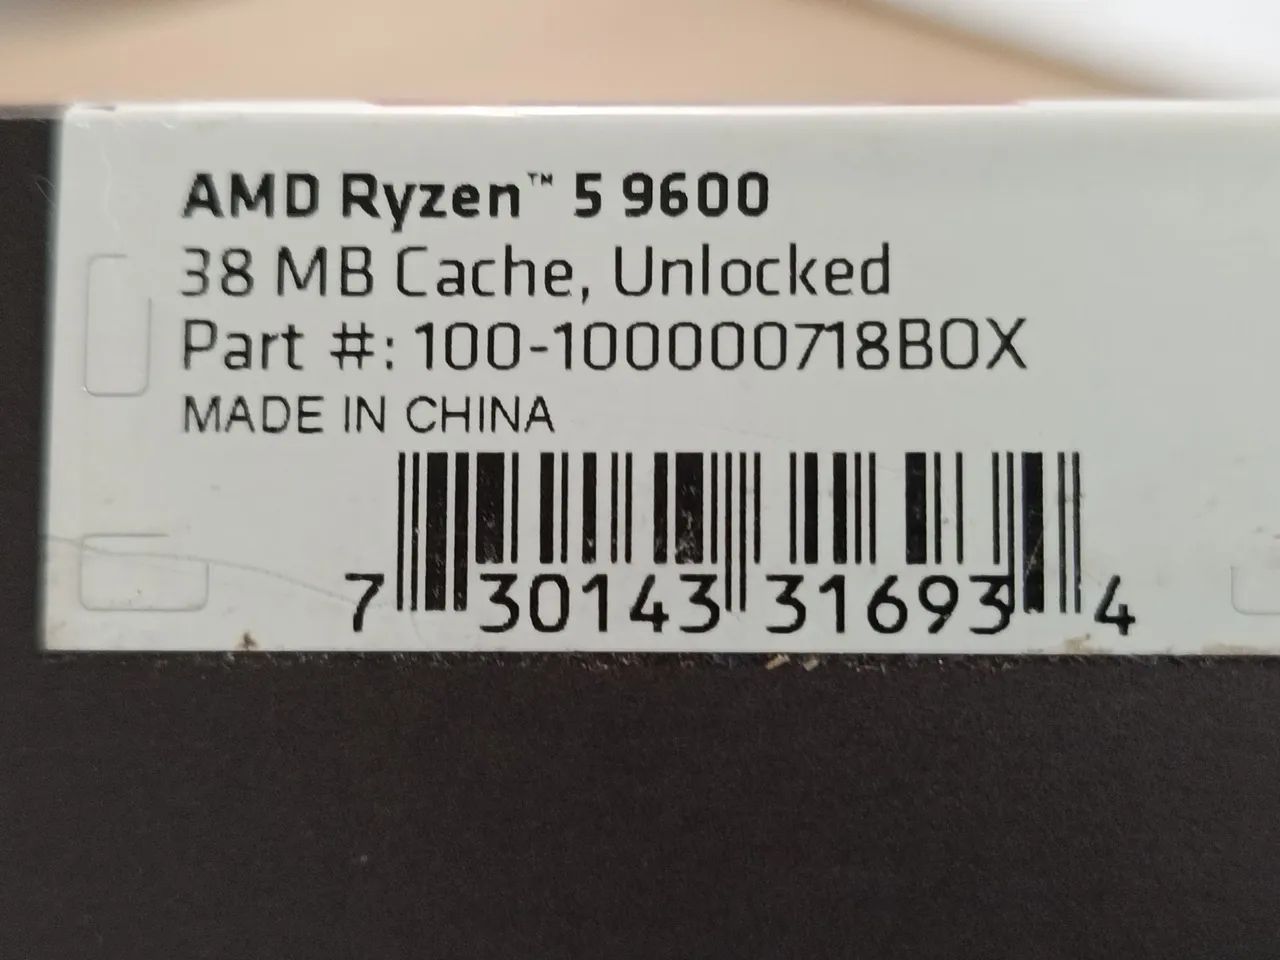 AMD Ryzen™ 5 9600
38 MB Cache, Unlocked
Part #: 100-100000718BOX
MADE IN CHINA
7 30143 31693 4